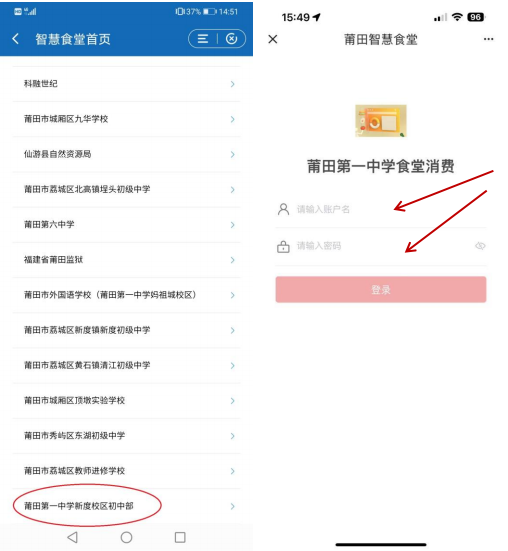 37% 14:51
智慧食堂首页
科融世纪
莆田市城厢区九华学校
仙游县自然资源局
莆田市荔城区北高镇埕头初级中学
莆田第六中学
福建省莆田监狱
莆田市外国语学校（莆田第一中学妈祖城校区）
莆田市荔城区新度镇新度初级中学
莆田市荔城区黄石镇清江初级中学
莆田市城厢区顶墩实验学校
莆田市秀屿区东湖初级中学
莆田市荔城区教师进修学校
莆田第一中学新度校区初中部
15:49 96
莆田智慧食堂
莆田第一中学食堂消费
请输入账户名
请输入密码
登录